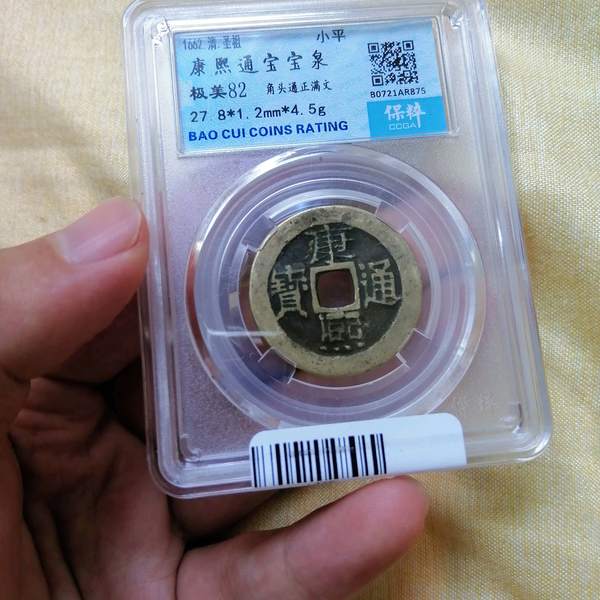 1662 清.圣祖
小平
康熙通宝宝泉
极美82 角头通正满文
27.8*1.2mm*4.5g
BAO CUI COINS RATING
B0721AR875
保粹
CCGA
康
寶 通
熙